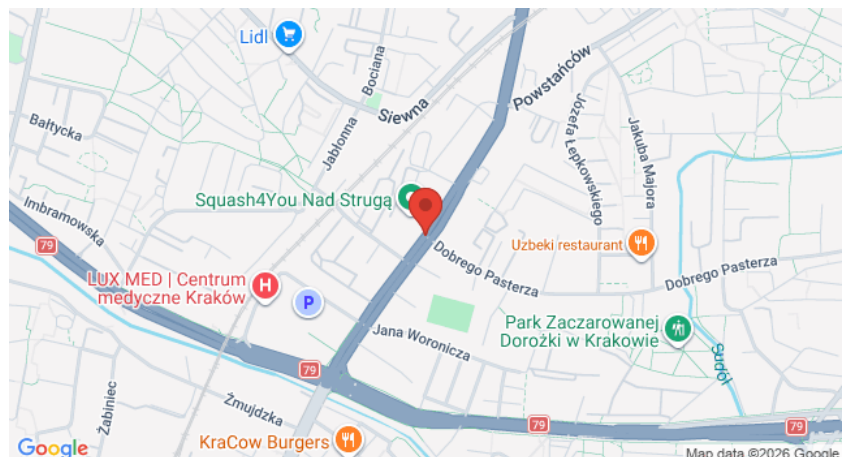 Lidl
Bociana
Siewna
Powstańców
Bałtycka
Jabłonna
Józefa Łepkowskiego
Jakuba Majora
Squash4You Nad Strugą
Imbramowska
79
Uzbeki restaurant
Dobrego Pasterza
Dobrego Pasterza
LUX MED | Centrum
medyczne Kraków
P
H
Park Zaczarowanej
Dorożki w Krakowie
Jana Woronicza
Sudół
79
Żabiniec
Żmujdzka
79
79
KraCow Burgers
Google
Map data ©2026 Google